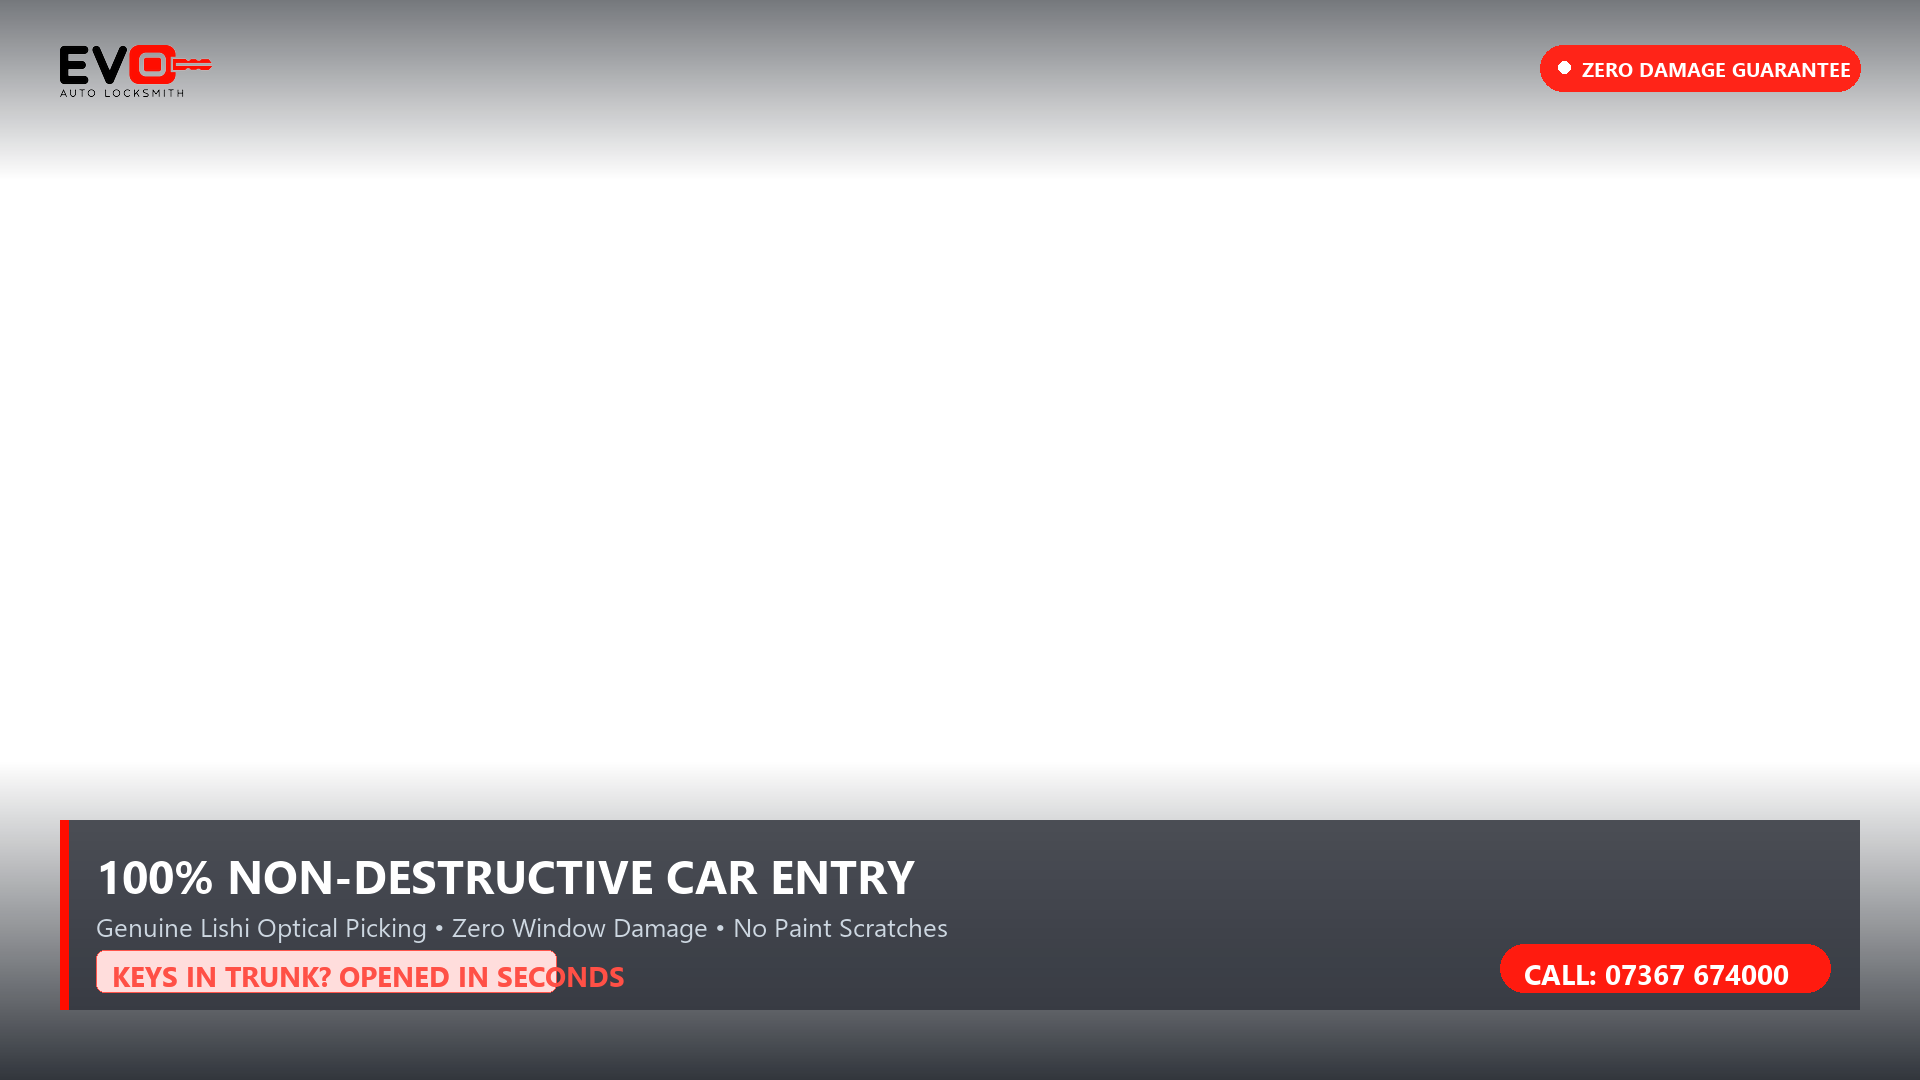 EVO
AUTO LOCKSMITH
ZERO DAMAGE GUARANTEE
100% NON-DESTRUCTIVE CAR ENTRY
Genuine Lishi Optical Picking • Zero Window Damage • No Paint Scratches
KEYS IN TRUNK? OPENED IN SECONDS
CALL: 07367 674000